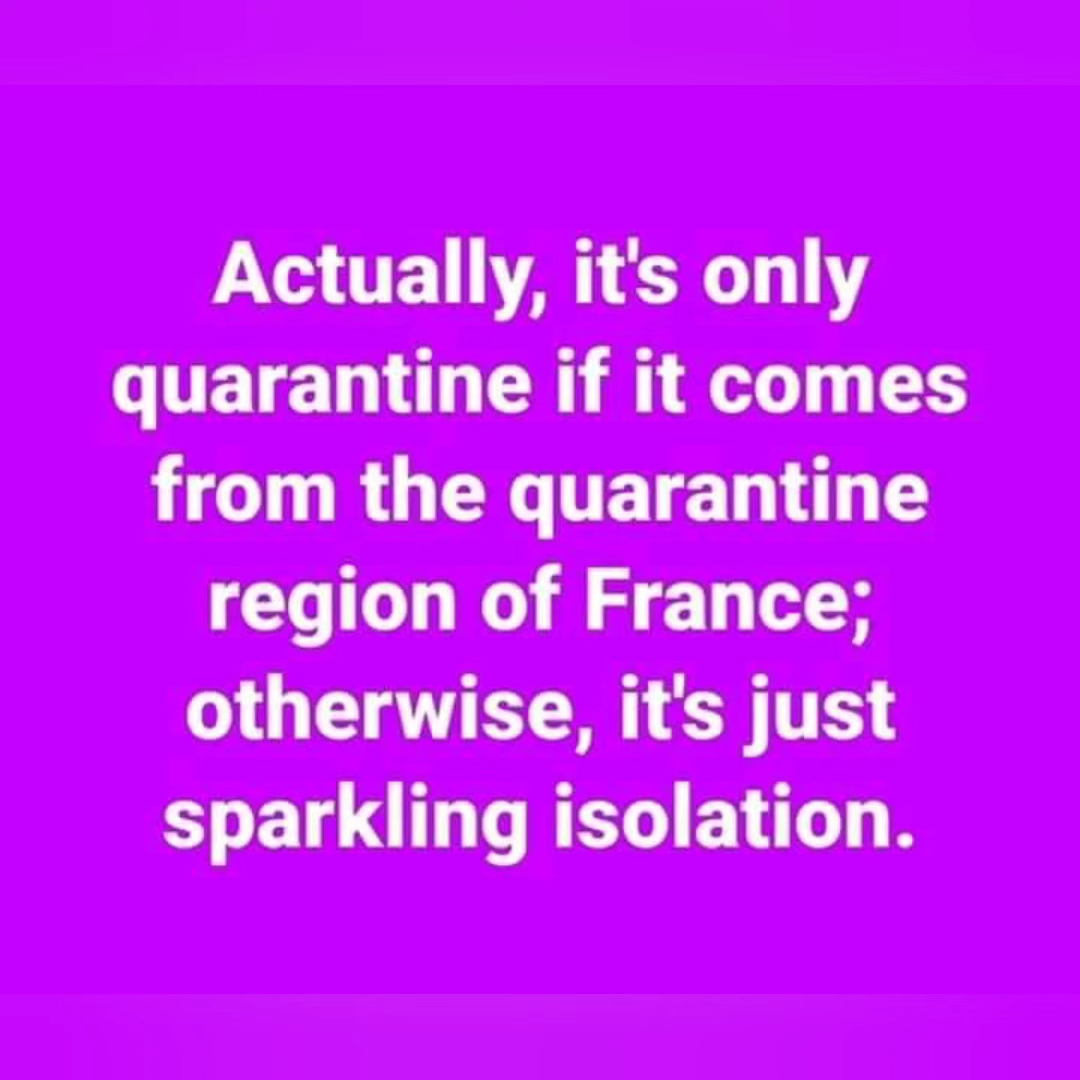 Actually, it's only
quarantine if it comes
from the quarantine
region of France;
otherwise, it's just
sparkling isolation.